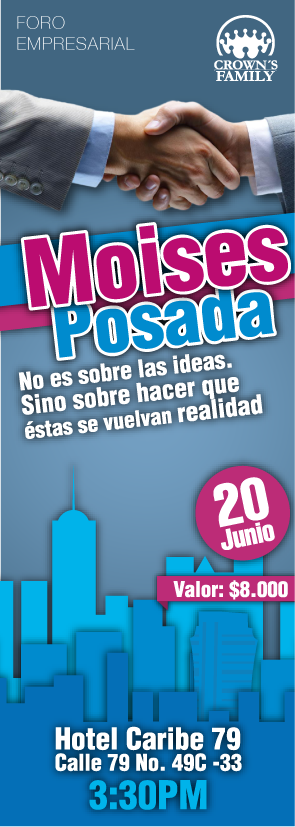 FORO
EMPRESARIAL
CROWN'S
FAMILY
Moises
Posada
No es sobre las ideas.
Sino sobre hacer que
éstas se vuelvan realidad
20
Junio
Valor: $8.000
Hotel Caribe 79
Calle 79 No. 49C -33
3:30PM